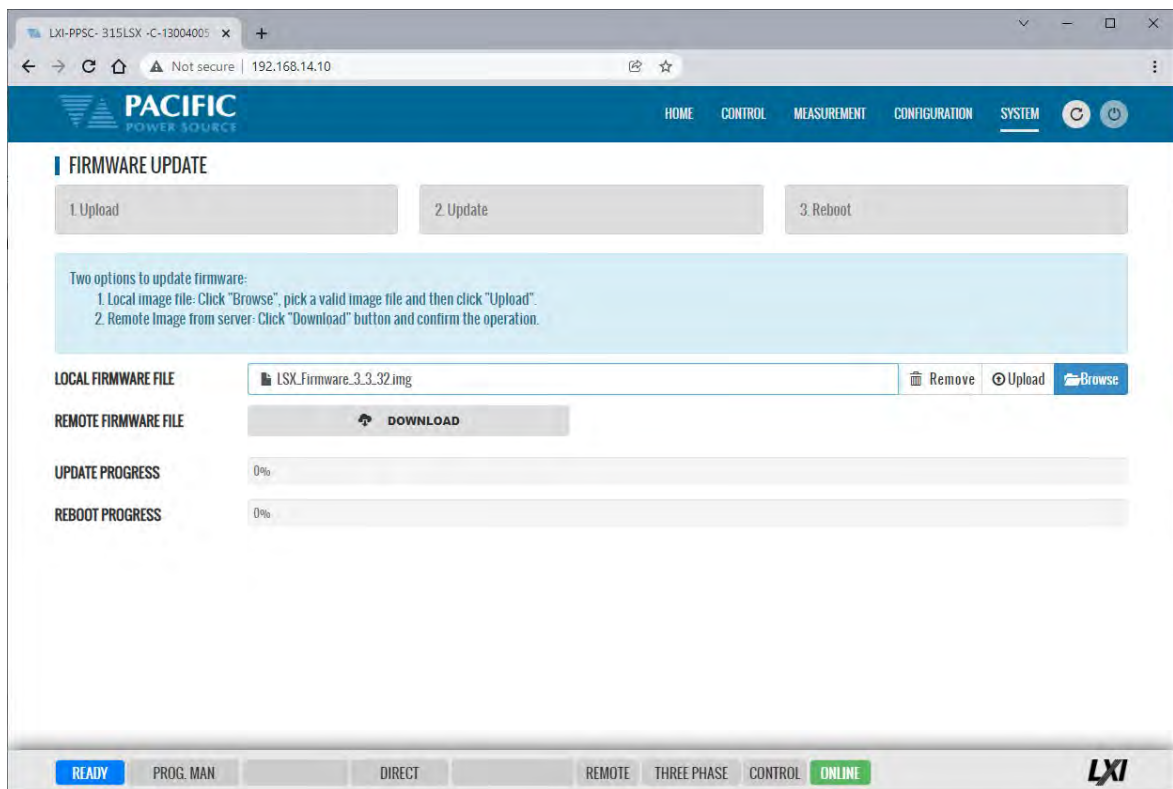 LXI-PPSC- 315LSX -C-13004005
Not secure | 192.168.14.10
PACIFIC
POWER SOURCE
HOME CONTROL MEASUREMENT CONFIGURATION SYSTEM
FIRMWARE UPDATE
1. Upload 2. Update 3. Reboot
Two options to update firmware:
1. Local image file: Click "Browse", pick a valid image file and then click "Upload".
2. Remote Image from server: Click "Download" button and confirm the operation.
LOCAL FIRMWARE FILE LSX_Firmware_3_3_32.img Remove Upload Browse
REMOTE FIRMWARE FILE DOWNLOAD
UPDATE PROGRESS 0%
REBOOT PROGRESS 0%
READY PROG. MAN DIRECT REMOTE THREE PHASE CONTROL ONLINE LXI